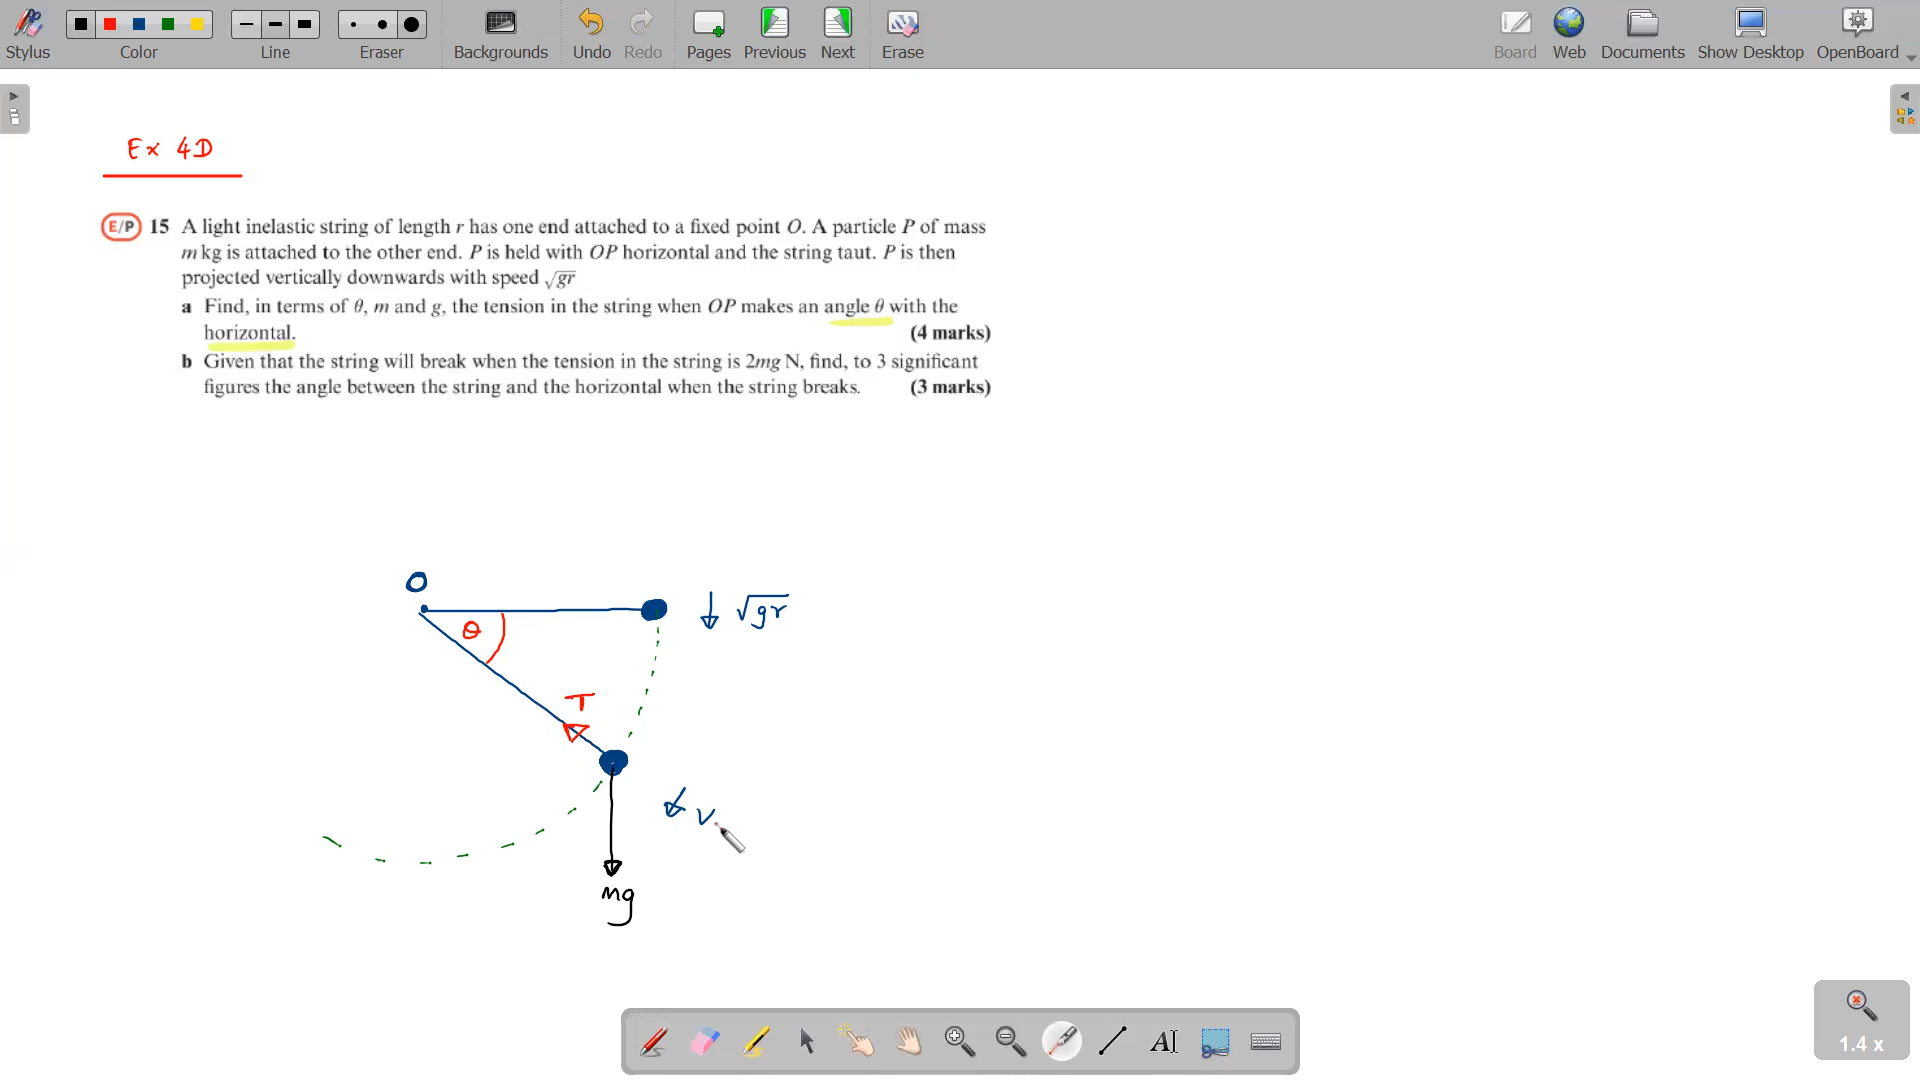 Stylus Color Line Eraser Backgrounds Undo Redo Pages Previous Next Erase Board Web Documents Show Desktop OpenBoard
Ex 4D
E/P 15 A light inelastic string of length r has one end attached to a fixed point O. A particle P of mass
m kg is attached to the other end. P is held with OP horizontal and the string taut. P is then
projected vertically downwards with speed √gr
a Find, in terms of θ, m and g, the tension in the string when OP makes an angle θ with the
horizontal. (4 marks)
b Given that the string will break when the tension in the string is 2mg N, find, to 3 significant
figures the angle between the string and the horizontal when the string breaks. (3 marks)
O
√gr
θ
T
v
mg
AI
1.4 x